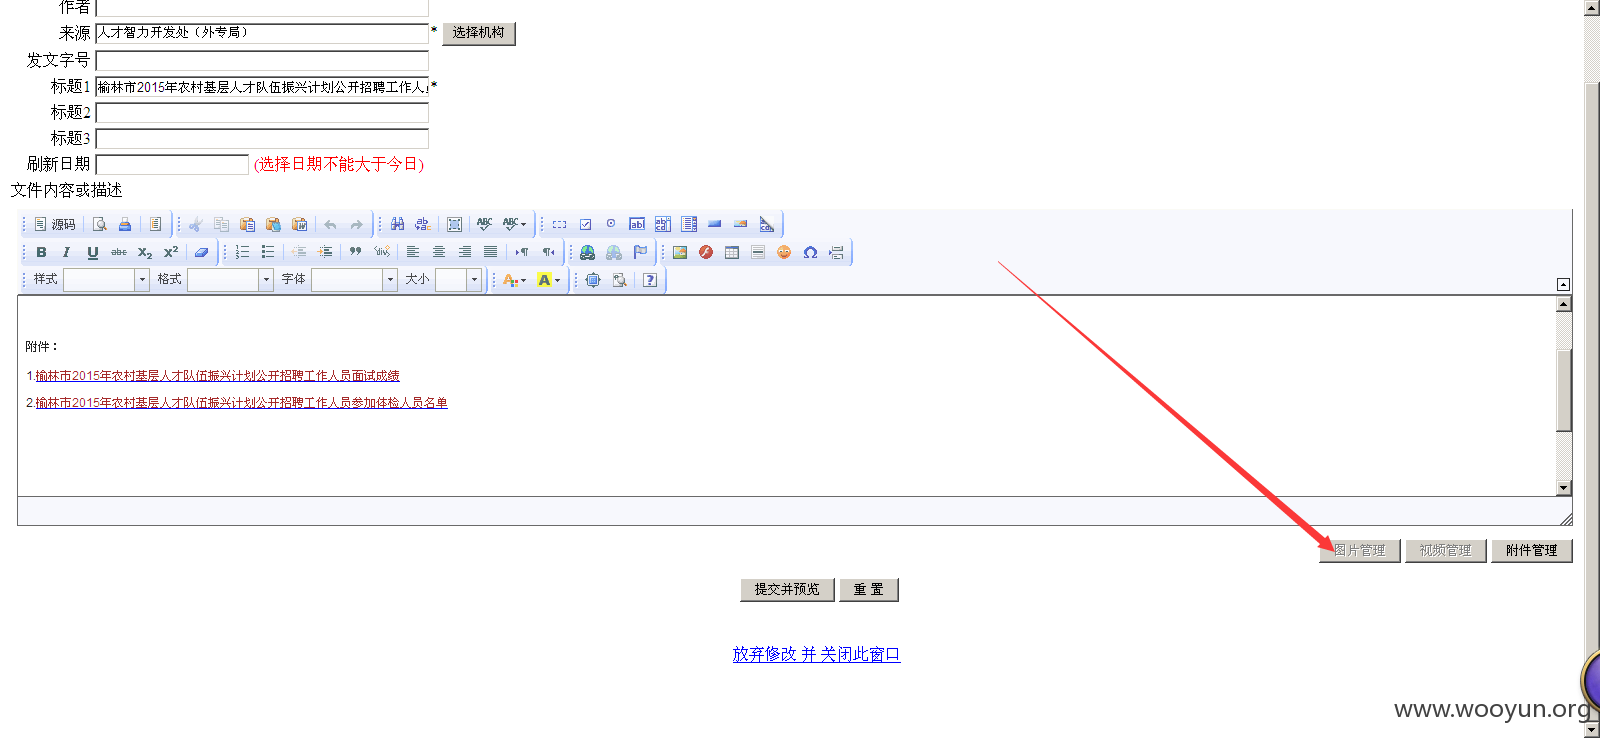 作者
来源 人才智力开发处（外专局） * 选择机构
发文字号
标题1 榆林市2015年农村基层人才队伍振兴计划公开招聘工作人员 *
标题2
标题3
刷新日期 (选择日期不能大于今日)
文件内容或描述
源码
样式 格式 字体 大小
附件：
1.榆林市2015年农村基层人才队伍振兴计划公开招聘工作人员面试成绩
2.榆林市2015年农村基层人才队伍振兴计划公开招聘工作人员参加体检人员名单
图片管理 视频管理 附件管理
提交并预览 重 置
放弃修改 并 关闭此窗口
www.wooyun.org